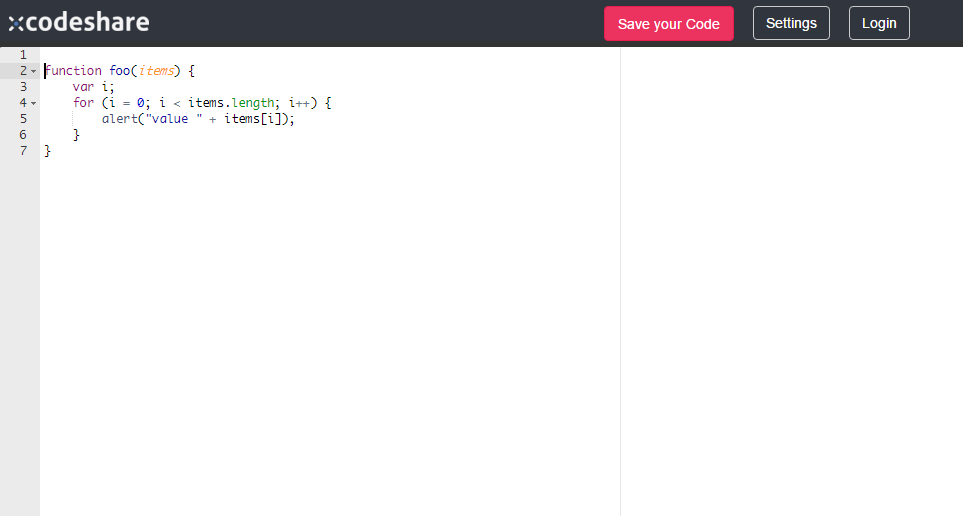 codeshare Save your Code Settings Login
1
2 function foo(items) {
3 var i;
4 for (i = 0; i < items.length; i++) {
5 alert("value " + items[i]);
6 }
7 }